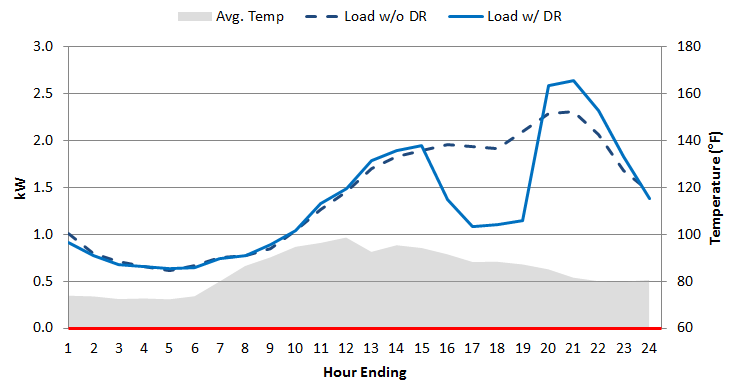 Avg. Temp Load w/o DR Load w/ DR
3.0 180
2.5 160
2.0 140
1.5 120
1.0 100
0.5 80
0.0 60
kW
Temperature (°F)
1 2 3 4 5 6 7 8 9 10 11 12 13 14 15 16 17 18 19 20 21 22 23 24
Hour Ending